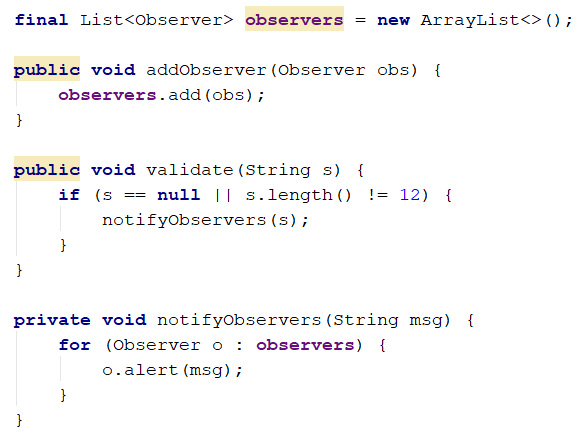 final List<Observer> observers = new ArrayList<>();
public void addObserver(Observer obs) {
observers.add(obs);
}
public void validate(String s) {
if (s == null || s.length() != 12) {
notifyObservers(s);
}
}
private void notifyObservers(String msg) {
for (Observer o : observers) {
o.alert(msg);
}
}